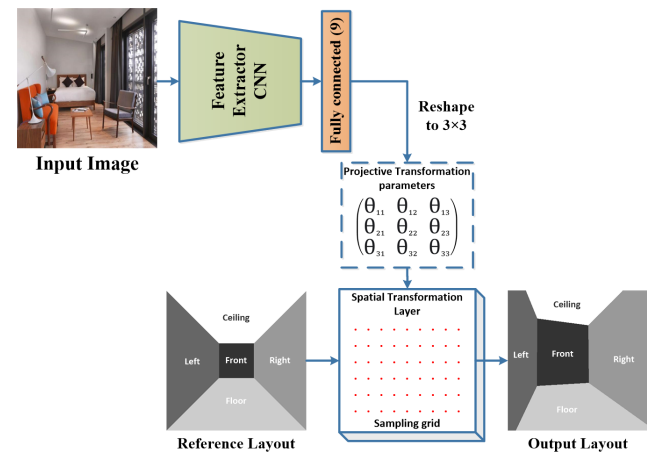 Feature
Extractor
CNN
Fully connected (9)
Input Image
Reshape
to 3×3
Projective Transformation
parameters
θ11 θ12 θ13
θ21 θ22 θ23
θ31 θ32 θ33
Spatial Transformation
Layer
Sampling grid
Ceiling
Left
Front
Right
Floor
Reference Layout
Ceiling
Left
Front
Right
Floor
Output Layout